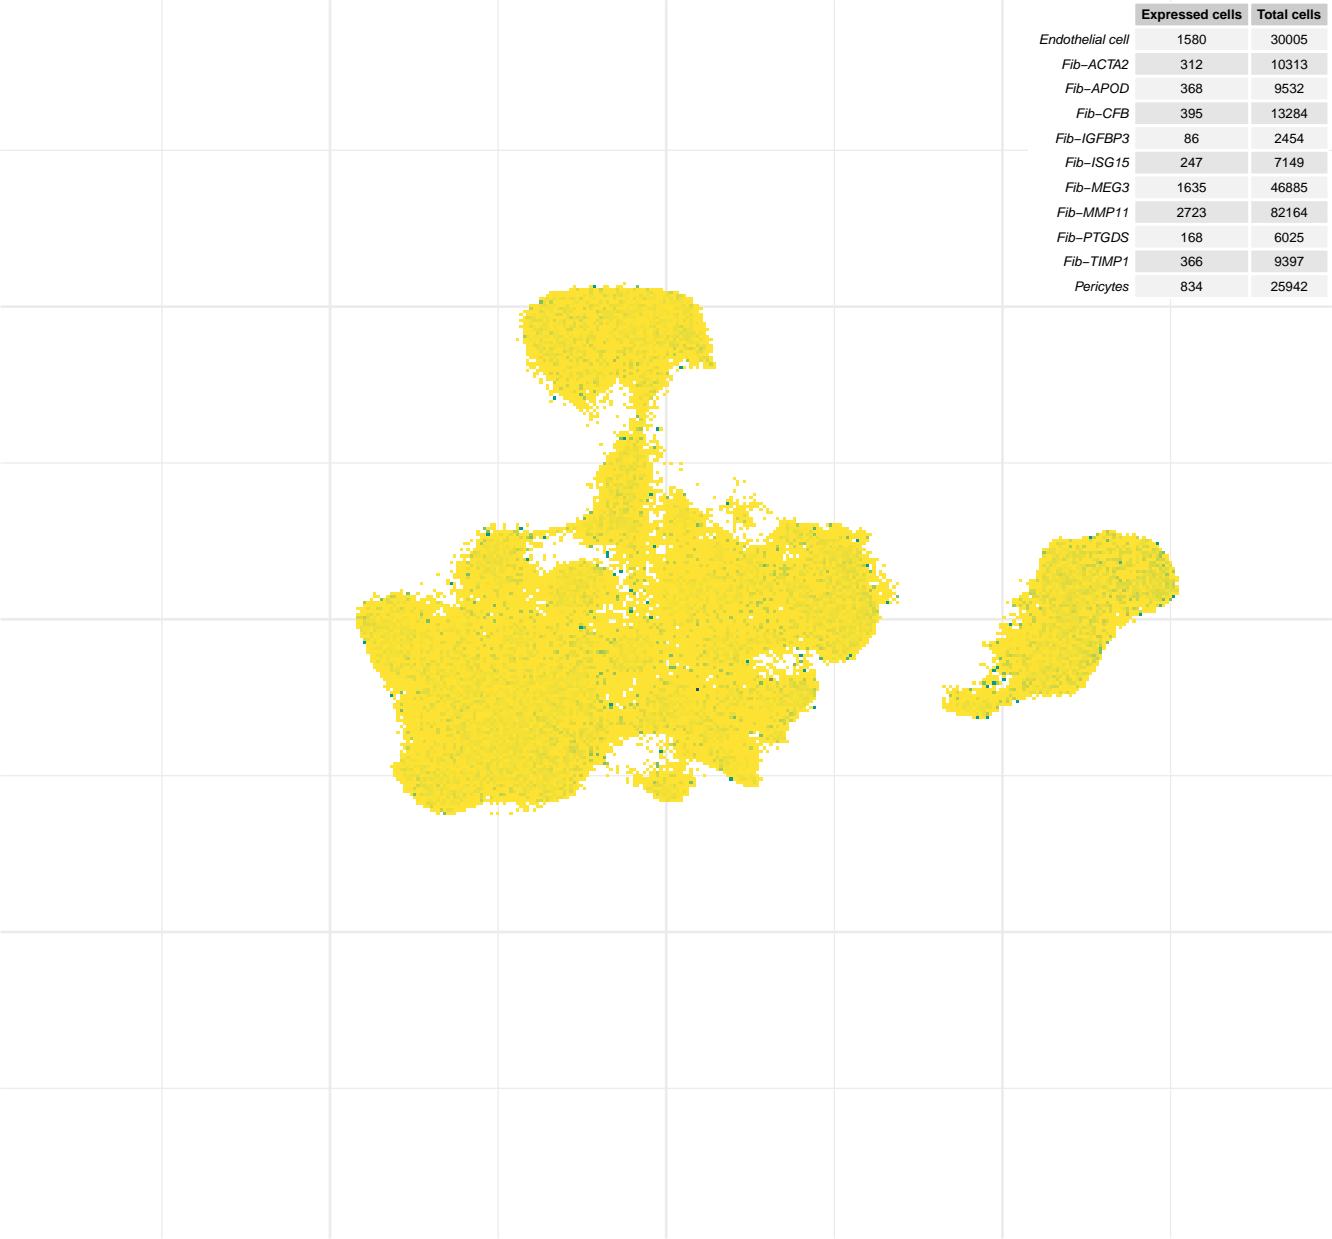 Expressed cells Total cells
Endothelial cell 1580 30005
Fib−ACTA2 312 10313
Fib−APOD 368 9532
Fib−CFB 395 13284
Fib−IGFBP3 86 2454
Fib−ISG15 247 7149
Fib−MEG3 1635 46885
Fib−MMP11 2723 82164
Fib−PTGDS 168 6025
Fib−TIMP1 366 9397
Pericytes 834 25942